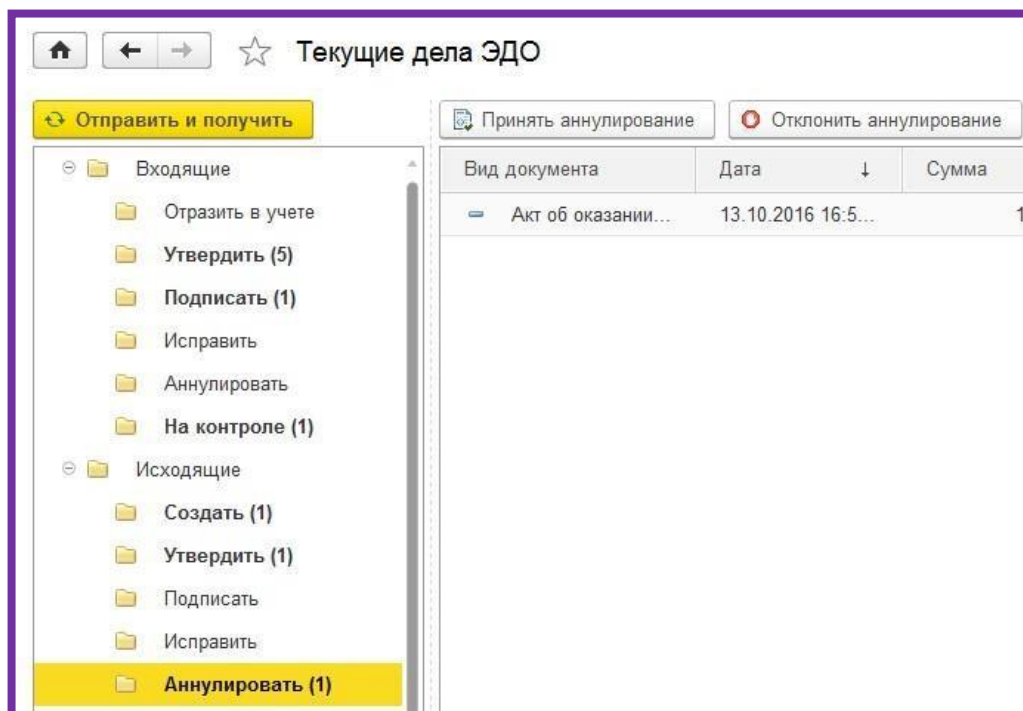 Текущие дела ЭДО
Отправить и получить
Принять аннулирование
Отклонить аннулирование
Входящие
Отразить в учете
Утвердить (5)
Подписать (1)
Исправить
Аннулировать
На контроле (1)
Исходящие
Создать (1)
Утвердить (1)
Подписать
Исправить
Аннулировать (1)
Вид документа Дата ↓ Сумма
Акт об оказании... 13.10.2016 16:5... 1